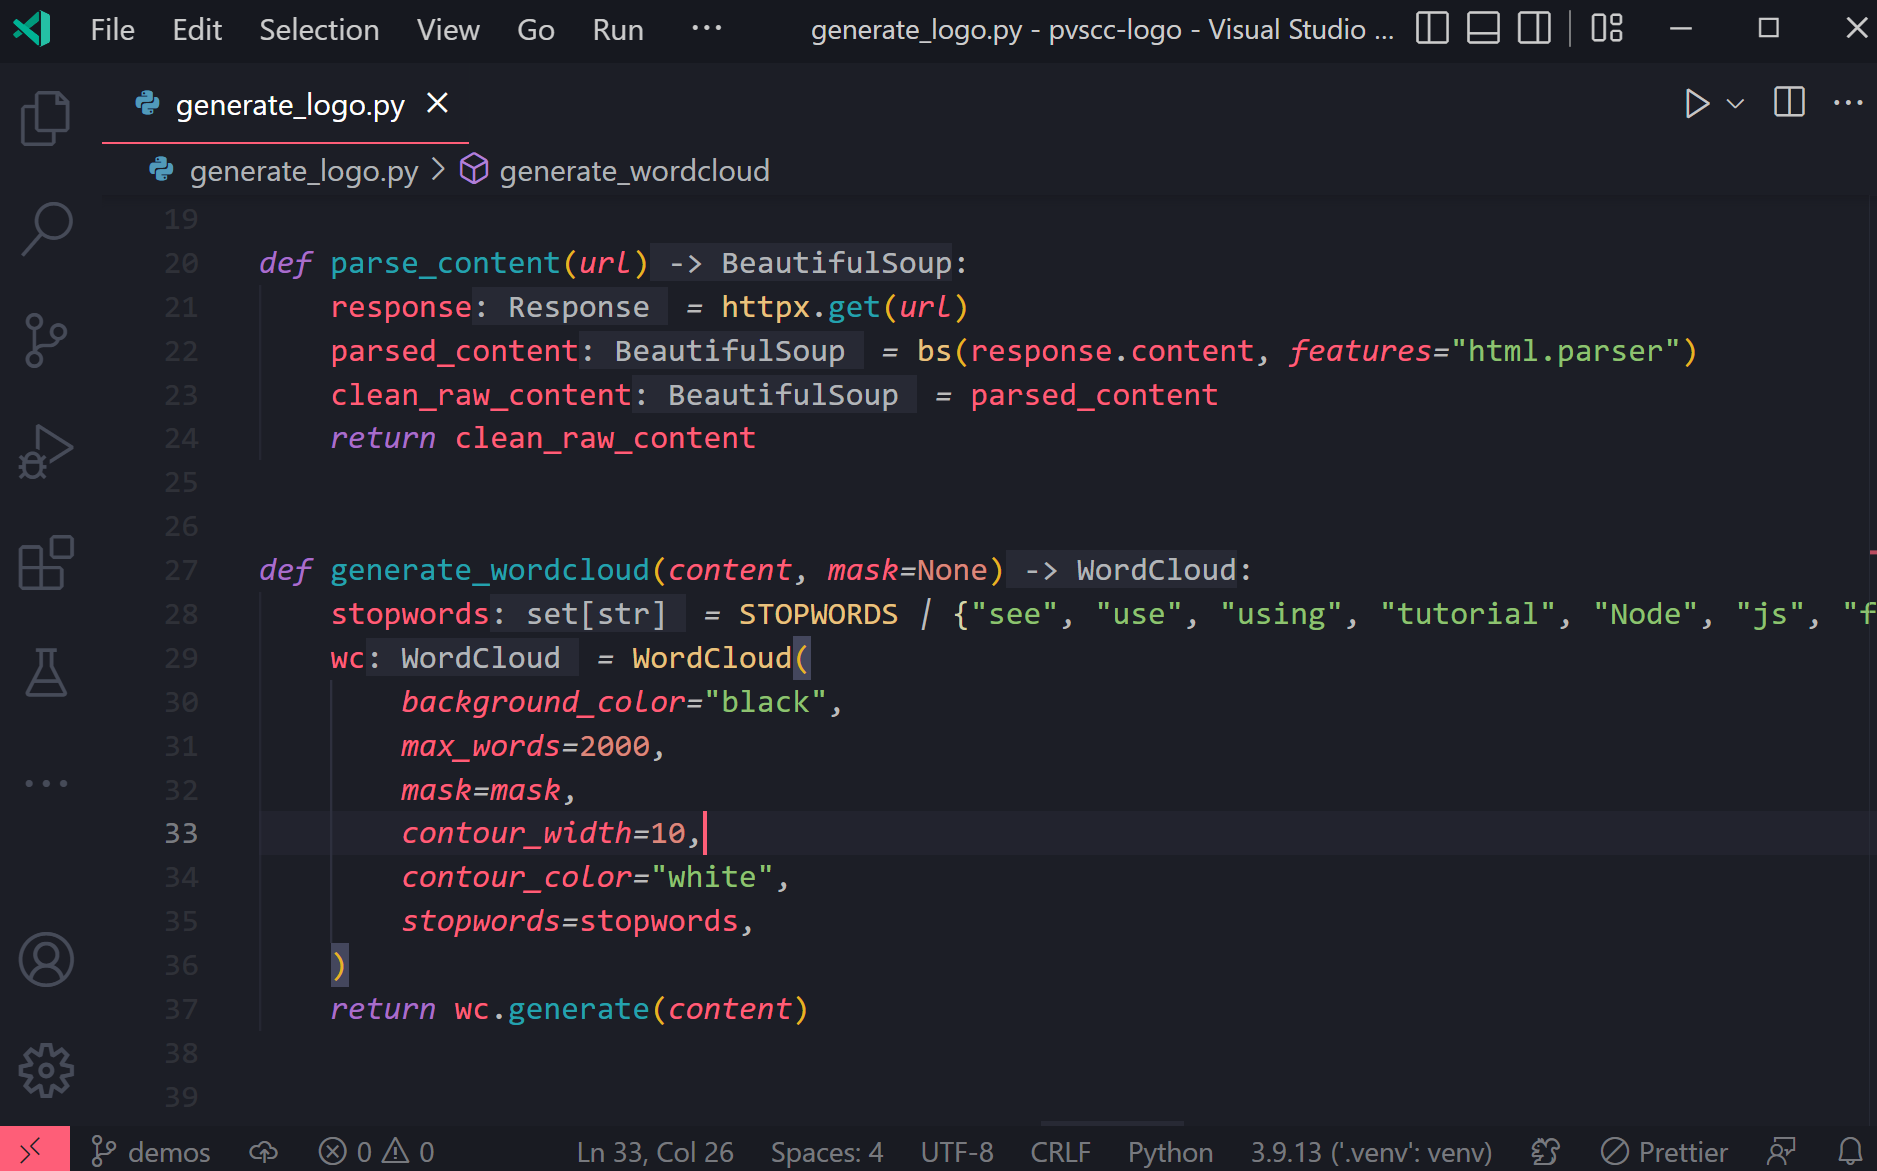 File Edit Selection View Go Run ··· generate_logo.py - pvscc-logo - Visual Studio ...
generate_logo.py
generate_logo.py > generate_wordcloud
19
20 def parse_content(url) -> BeautifulSoup:
21 response: Response = httpx.get(url)
22 parsed_content: BeautifulSoup = bs(response.content, features="html.parser")
23 clean_raw_content: BeautifulSoup = parsed_content
24 return clean_raw_content
25
26
27 def generate_wordcloud(content, mask=None) -> WordCloud:
28 stopwords: set[str] = STOPWORDS | {"see", "use", "using", "tutorial", "Node", "js", "f
29 wc: WordCloud = WordCloud(
30 background_color="black",
31 max_words=2000,
32 mask=mask,
33 contour_width=10,
34 contour_color="white",
35 stopwords=stopwords,
36 )
37 return wc.generate(content)
38
39
demos 0 0 Ln 33, Col 26 Spaces: 4 UTF-8 CRLF Python 3.9.13 ('.venv': venv) Prettier